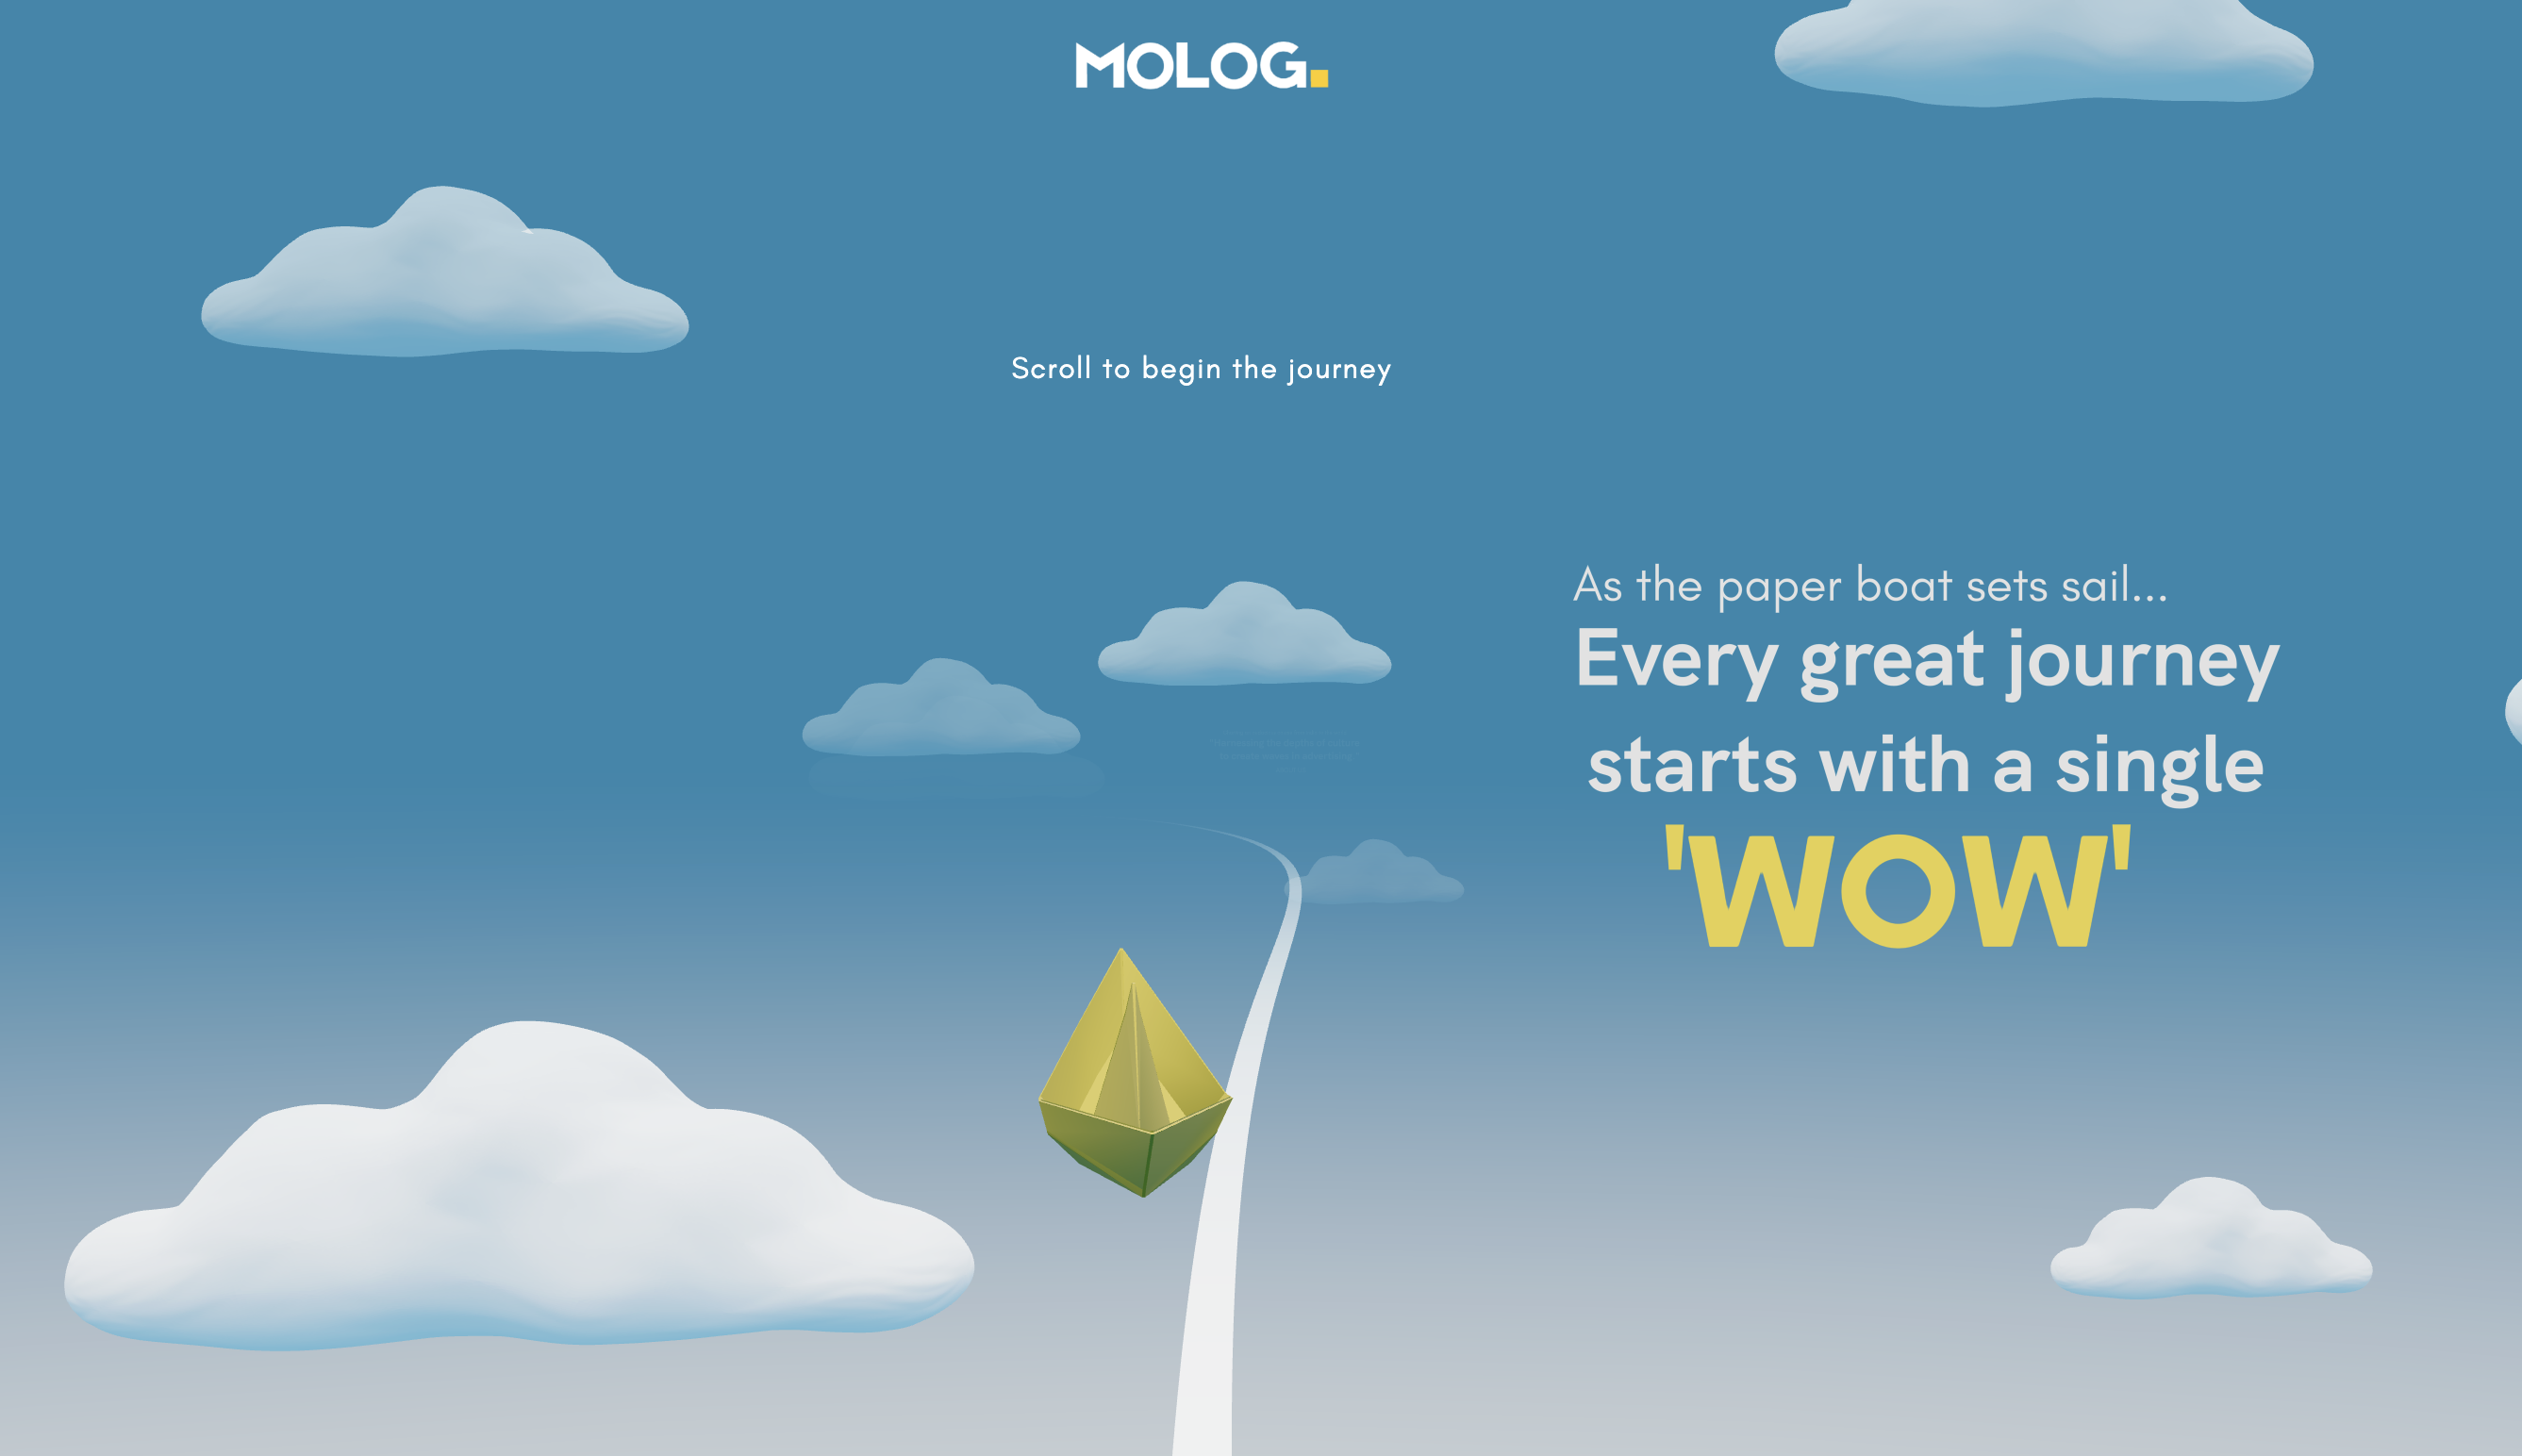 MOLOG.
Scroll to begin the journey
As the paper boat sets sail...
Every great journey
starts with a single
'WOW'